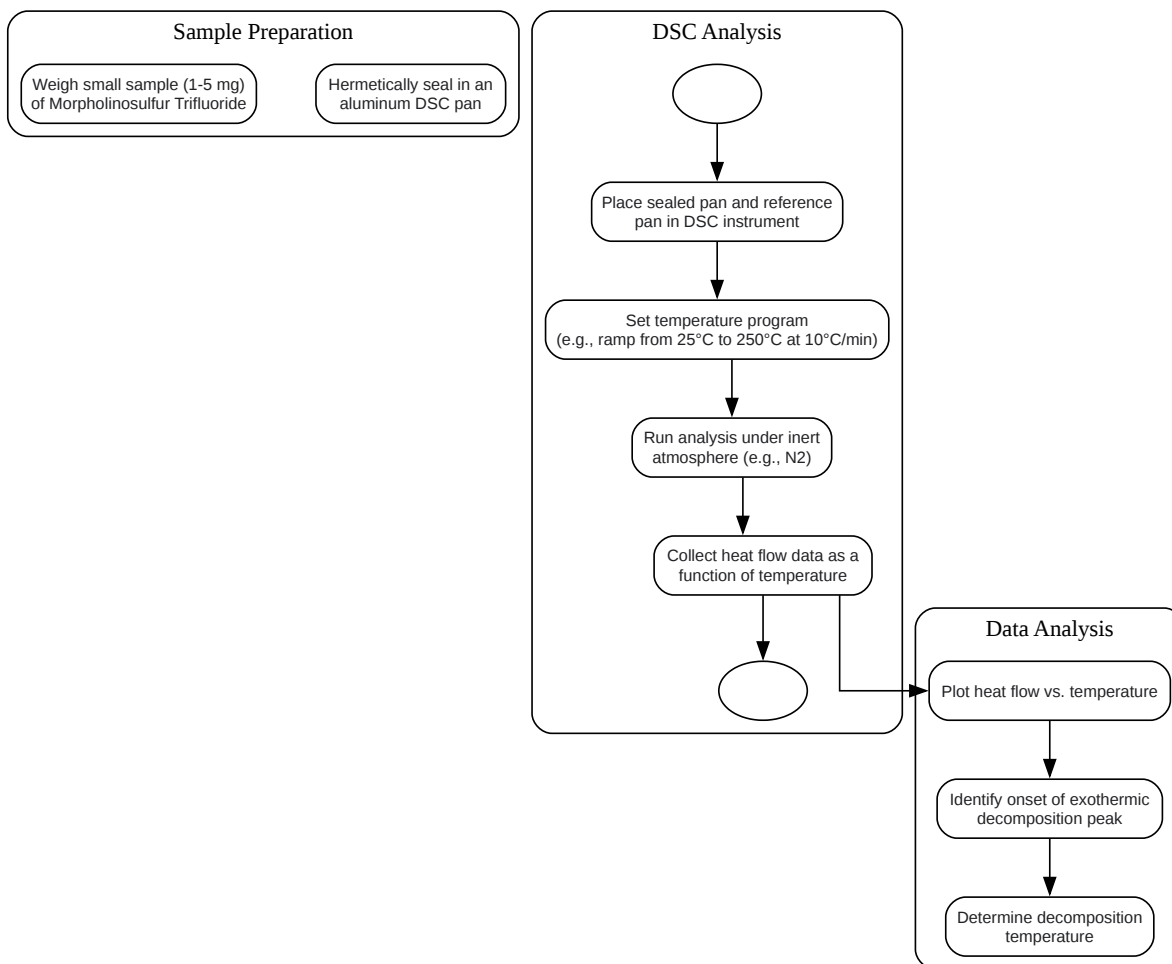 Sample Preparation
Weigh small sample (1-5 mg)
of Morpholinosulfur Trifluoride
Hermetically seal in an
aluminum DSC pan
DSC Analysis
Place sealed pan and reference
pan in DSC instrument
Set temperature program
(e.g., ramp from 25°C to 250°C at 10°C/min)
Run analysis under inert
atmosphere (e.g., N2)
Collect heat flow data as a
function of temperature
Data Analysis
Plot heat flow vs. temperature
Identify onset of exothermic
decomposition peak
Determine decomposition
temperature